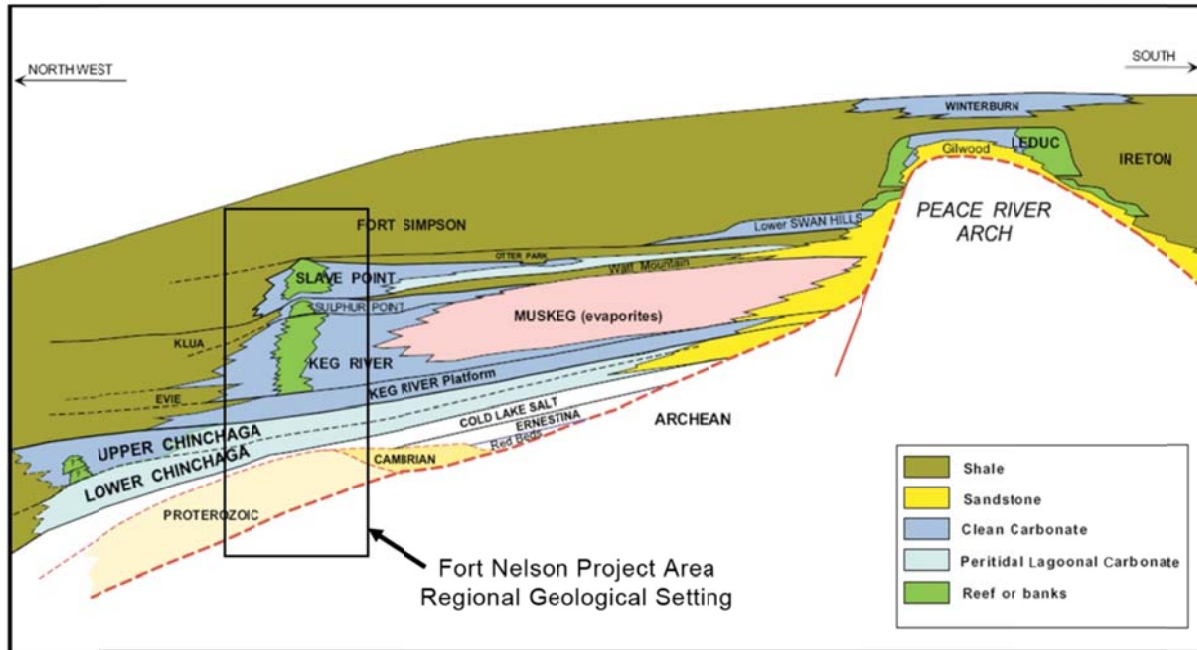 NORTHWEST
SOUTH
WINTERBURN
LEDUC
Gilwood
IRETON
PEACE RIVER
ARCH
FORT SIMPSON
Lower SWAN HILLS
OTTER PARK
Watt Mountain
SLAVE POINT
SULPHUR POINT
MUSKEG (evaporites)
KLUA
KEG RIVER
KEG RIVER Platform
EVIE
COLD LAKE SALT
ERNESTINA
Red Beds
ARCHEAN
UPPER CHINCHAGA
LOWER CHINCHAGA
CAMBRIAN
PROTEROZOIC
Fort Nelson Project Area
Regional Geological Setting
Shale
Sandstone
Clean Carbonate
Peritidal Lagoonal Carbonate
Reef or banks